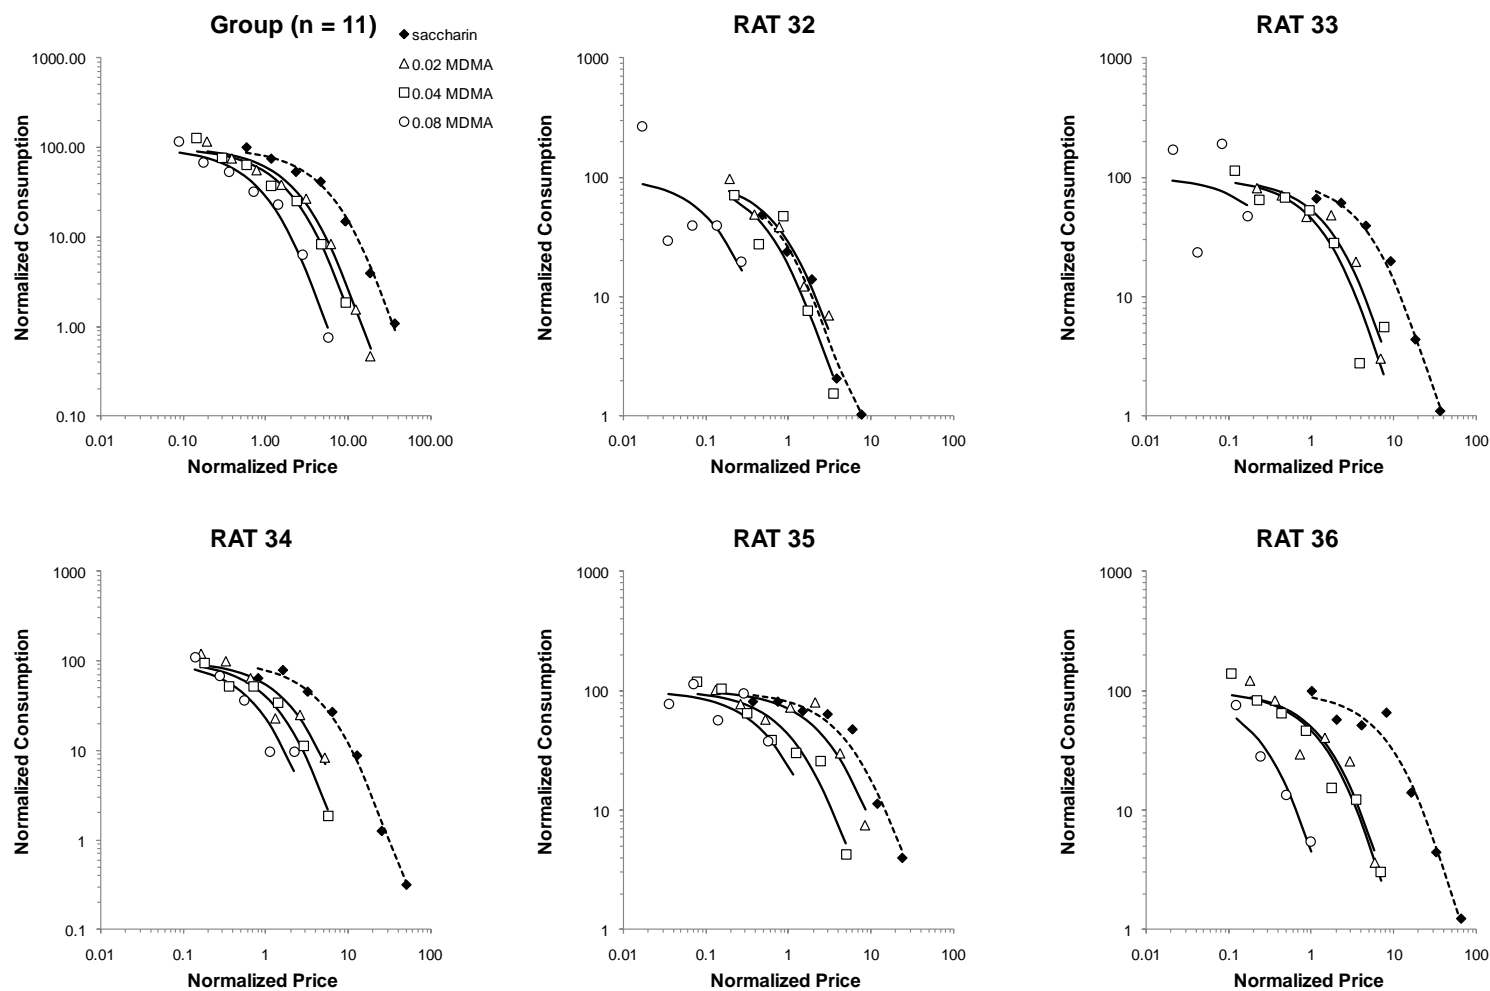 Group (n = 11)
saccharin
0.02 MDMA
0.04 MDMA
0.08 MDMA
Normalized Consumption
1000.00
100.00
10.00
1.00
0.10
0.01 0.10 1.00 10.00 100.00
Normalized Price
RAT 32
Normalized Consumption
1000
100
10
1
0.01 0.1 1 10 100
Normalized Price
RAT 33
Normalized Consumption
1000
100
10
1
0.01 0.1 1 10 100
Normalized Price
RAT 34
Normalized Consumption
1000
100
10
1
0.1
0.01 0.1 1 10 100
Normalized Price
RAT 35
Normalized Consumption
1000
100
10
1
0.01 0.1 1 10 100
Normalized Price
RAT 36
Normalized Consumption
1000
100
10
1
0.01 0.1 1 10 100
Normalized Price